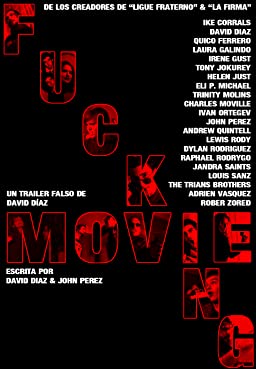 DE LOS CREADORES DE "LIGUE FRATERNO" & "LA FIRMA"
FUCK
IKE CORRALS
DAVID DIAZ
QUICO FERRERO
LAURA GALINDO
IRENE GUST
TONY JOKUREY
HELEN JUST
ELI P. MICHAEL
TRINITY MOLINS
CHARLES MOVILLE
IVAN ORTEGEV
JOHN PEREZ
ANDREW QUINTELL
LEWIS RODY
DYLAN RODRIGUEZ
RAPHAEL RODRYGO
JANDRA SAINTS
LOUIS SANZ
THE TRIANS BROTHERS
ADRIEN VASQUEZ
ROBER ZORED
UN TRAILER FALSO DE
DAVID DÍAZ
MOVIE
NG
ESCRITA POR
DAVID DIAZ & JOHN PEREZ